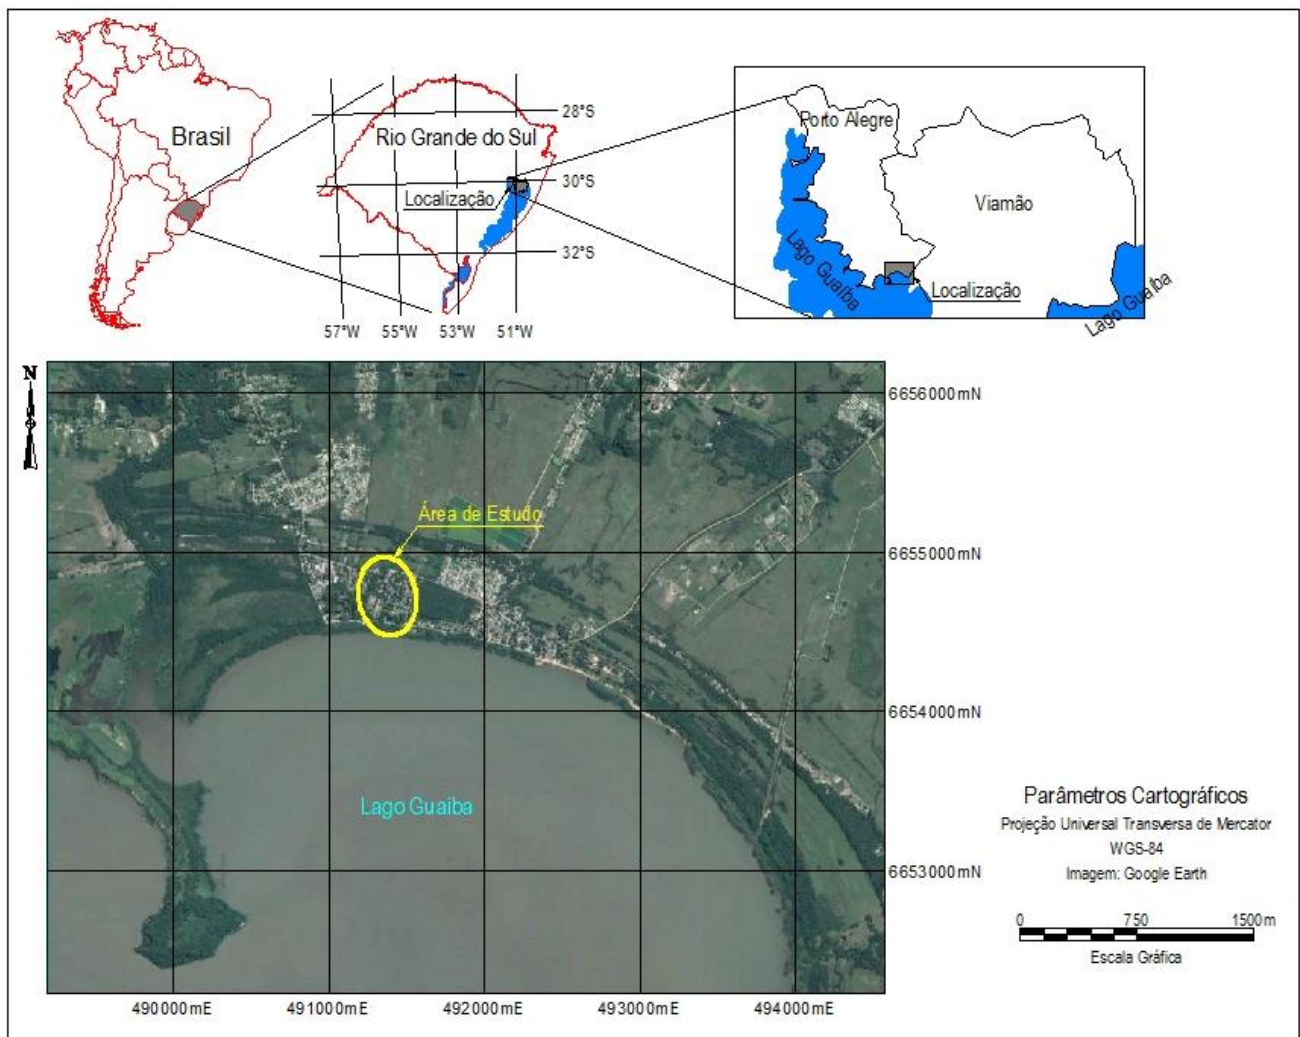 Brasil
Rio Grande do Sul
Localização
28°S
30°S
32°S
57°W
55°W
53°W
51°W
Porto Alegre
Viamão
Lago Guaíba
Localização
Lago Guaíba
N
Área de Estudo
Lago Guaíba
6656000mN
6655000mN
6654000mN
6653000mN
490000mE
491000mE
492000mE
493000mE
494000mE
Parâmetros Cartográficos
Projeção Universal Transversa de Mercator
WGS-84
Imagem: Google Earth
0 750 1500m
Escala Gráfica